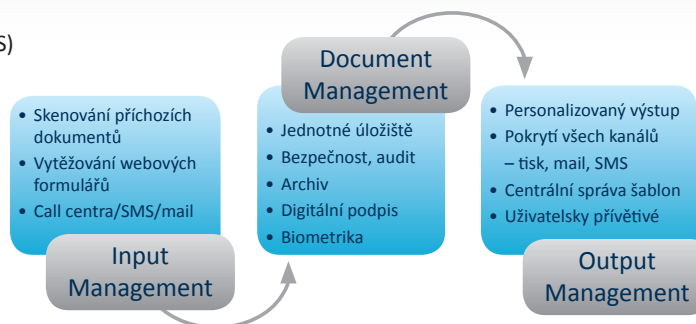 S)
• Skenování příchozích
dokumentů
• Vytěžování webových
formulářů
• Call centra/SMS/mail
Input
Management
Document
Management
• Jednotné úložiště
• Bezpečnost, audit
• Archiv
• Digitální podpis
• Biometrika
• Personalizovaný výstup
• Pokrytí všech kanálů
– tisk, mail, SMS
• Centrální správa šablon
• Uživatelsky přívětivé
Output
Management